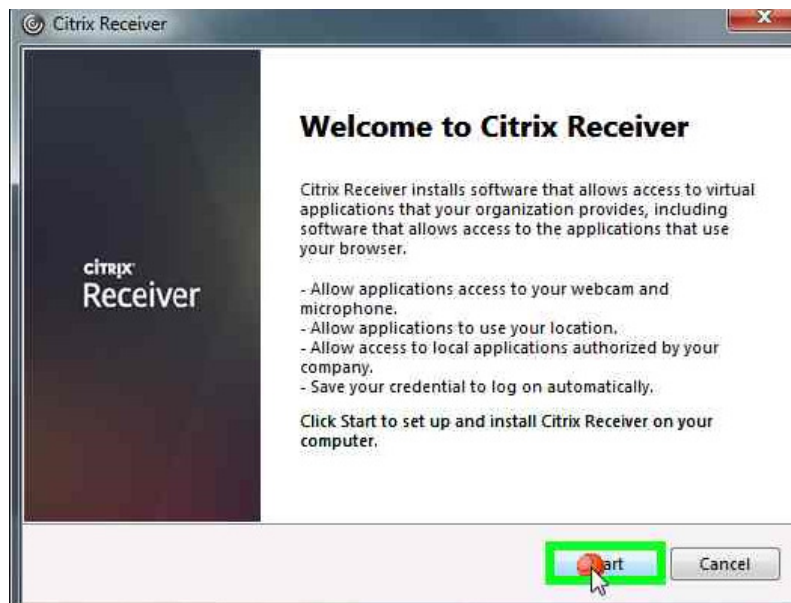 Citrix Receiver
Welcome to Citrix Receiver
Citrix Receiver installs software that allows access to virtual
applications that your organization provides, including
software that allows access to the applications that use
your browser.
CITRIX
Receiver
- Allow applications access to your webcam and
microphone.
- Allow applications to use your location.
- Allow access to local applications authorized by your
company.
- Save your credential to log on automatically.
Click Start to set up and install Citrix Receiver on your
computer.
Cancel